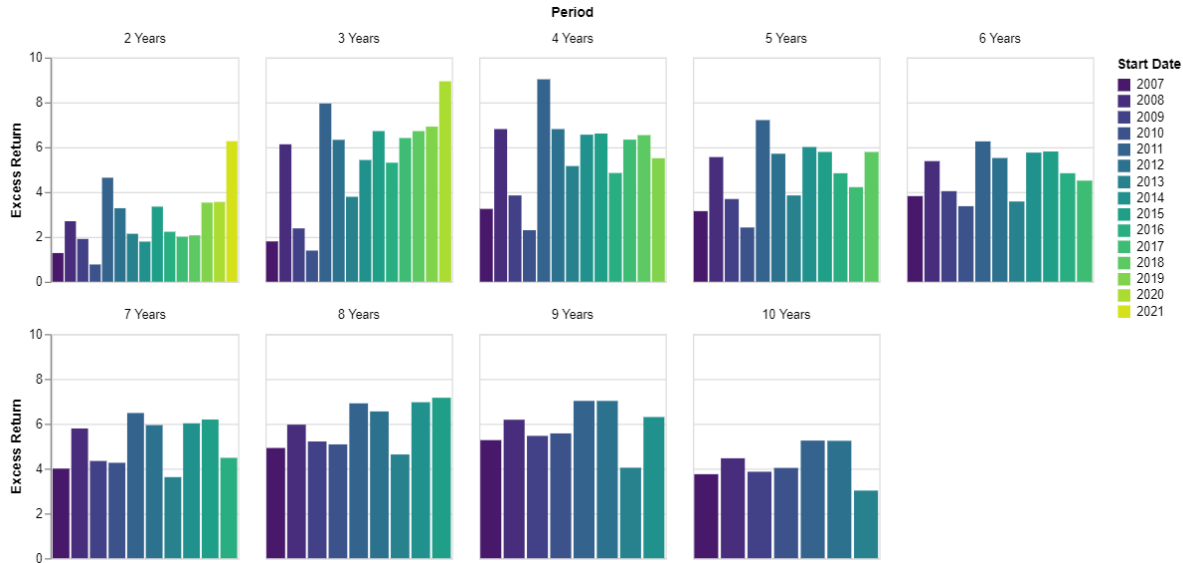 Period
2 Years
3 Years
4 Years
5 Years
6 Years
10
8
6
4
2
0
Excess Return
Start Date
2007
2008
2009
2010
2011
2012
2013
2014
2015
2016
2017
2018
2019
2020
2021
7 Years
8 Years
9 Years
10 Years
10
8
6
4
2
0
Excess Return